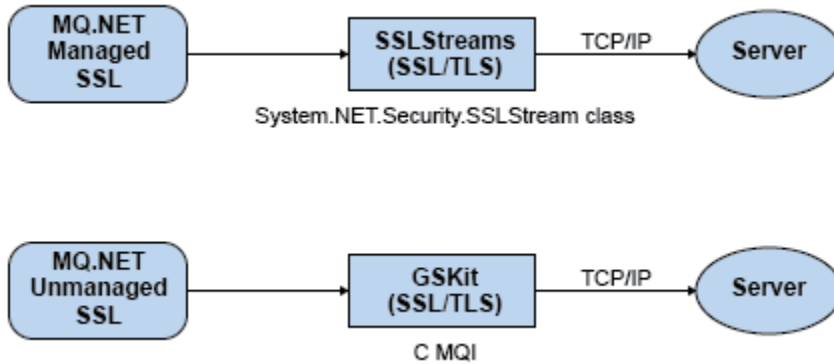 MQ.NET
Managed
SSL
SSLStreams
(SSL/TLS)
TCP/IP
Server
System.NET.Security.SSLStream class
MQ.NET
Unmanaged
SSL
GSKit
(SSL/TLS)
TCP/IP
Server
C MQI